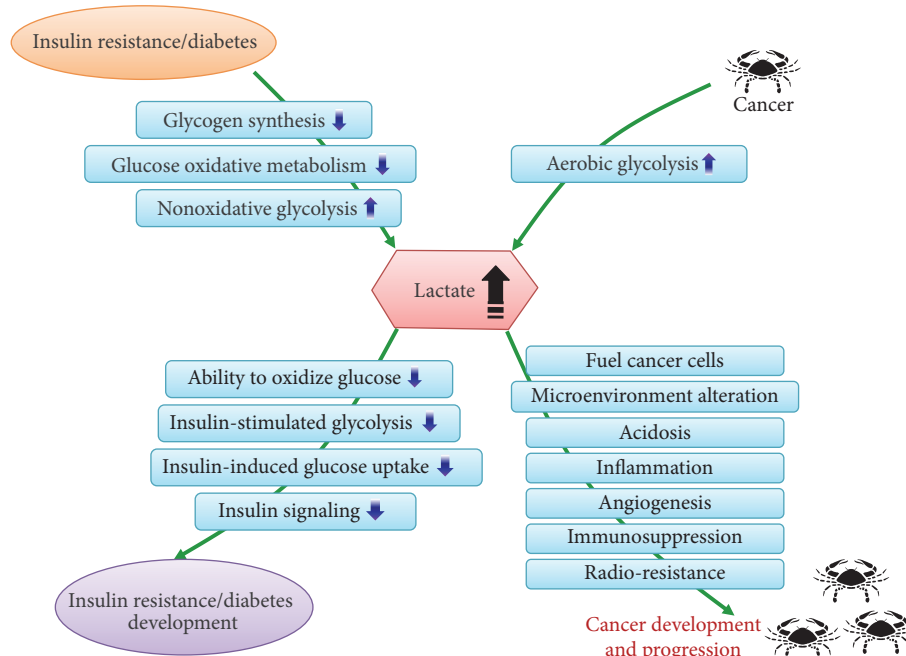 Insulin resistance/diabetes
Cancer
Glycogen synthesis
Glucose oxidative metabolism
Nonoxidative glycolysis
Aerobic glycolysis
Lactate
Ability to oxidize glucose
Insulin-stimulated glycolysis
Insulin-induced glucose uptake
Insulin signaling
Insulin resistance/diabetes
development
Fuel cancer cells
Microenvironment alteration
Acidosis
Inflammation
Angiogenesis
Immunosuppression
Radio-resistance
Cancer development
and progression